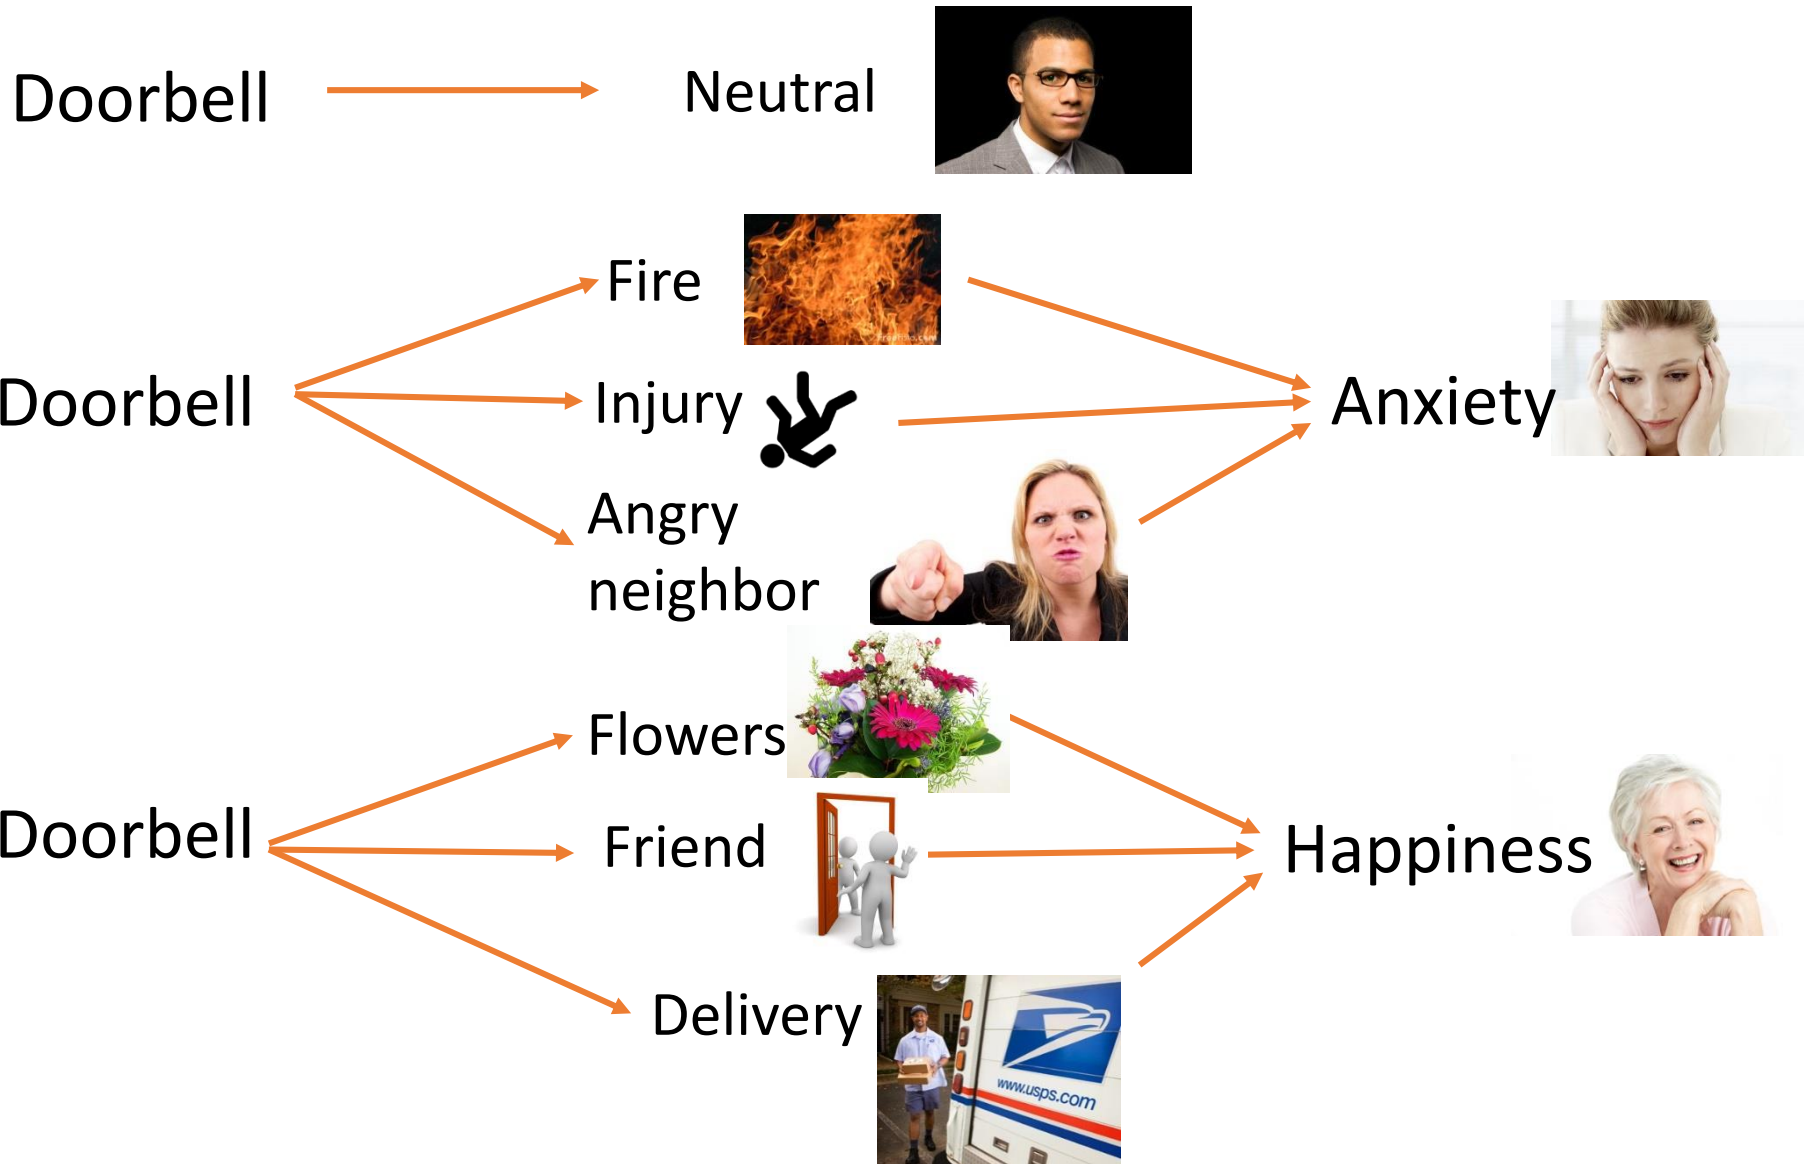 Doorbell
Neutral
Doorbell
Fire
Injury
Angry
neighbor
Anxiety
Doorbell
Flowers
Friend
Delivery
Happiness
www.usps.com